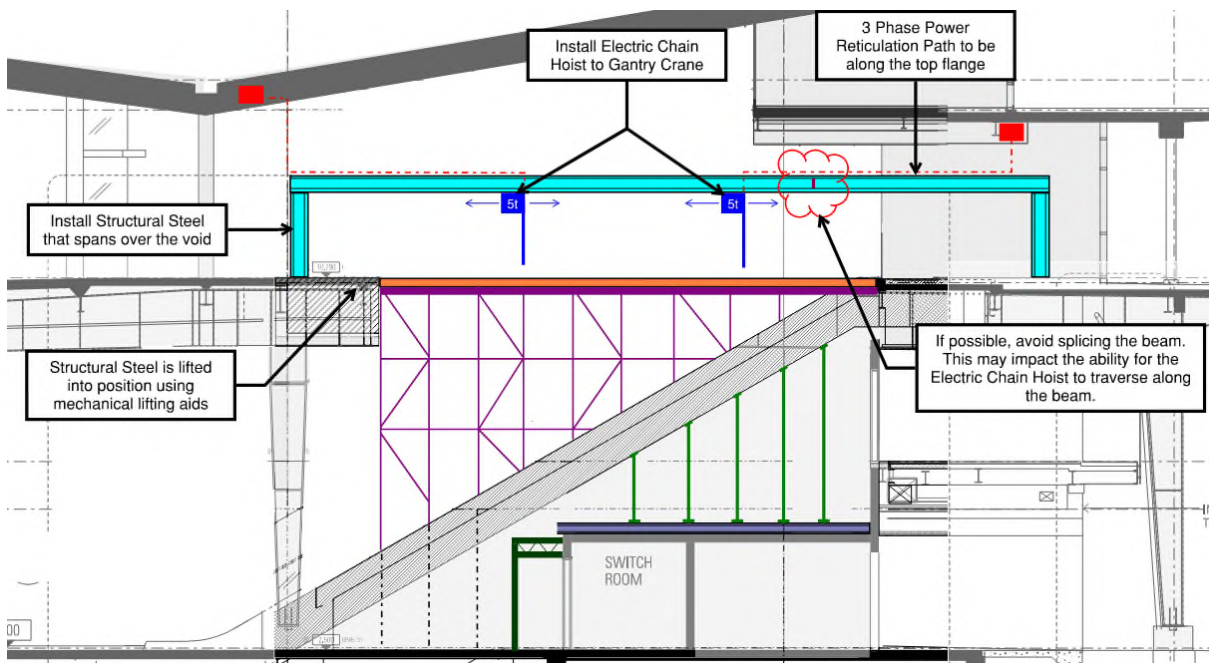 Install Electric Chain
Hoist to Gantry Crane
3 Phase Power
Reticulation Path to be
along the top flange
Install Structural Steel
that spans over the void
5t
5t
Structural Steel is lifted
into position using
mechanical lifting aids
If possible, avoid splicing the beam.
This may impact the ability for the
Electric Chain Hoist to traverse along
the beam.
SWITCH
ROOM